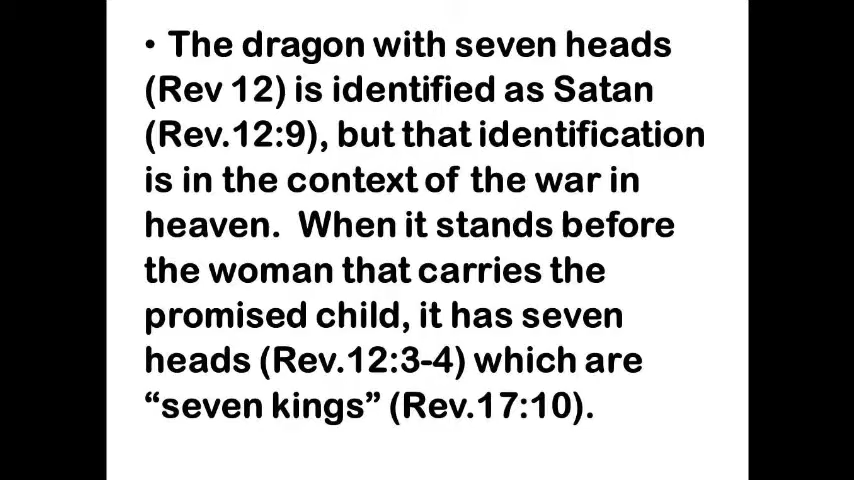 • The dragon with seven heads
(Rev 12) is identified as Satan
(Rev.12:9), but that identification
is in the context of the war in
heaven.  When it stands before
the woman that carries the
promised child, it has seven
heads (Rev.12:3-4) which are
“seven kings” (Rev.17:10).